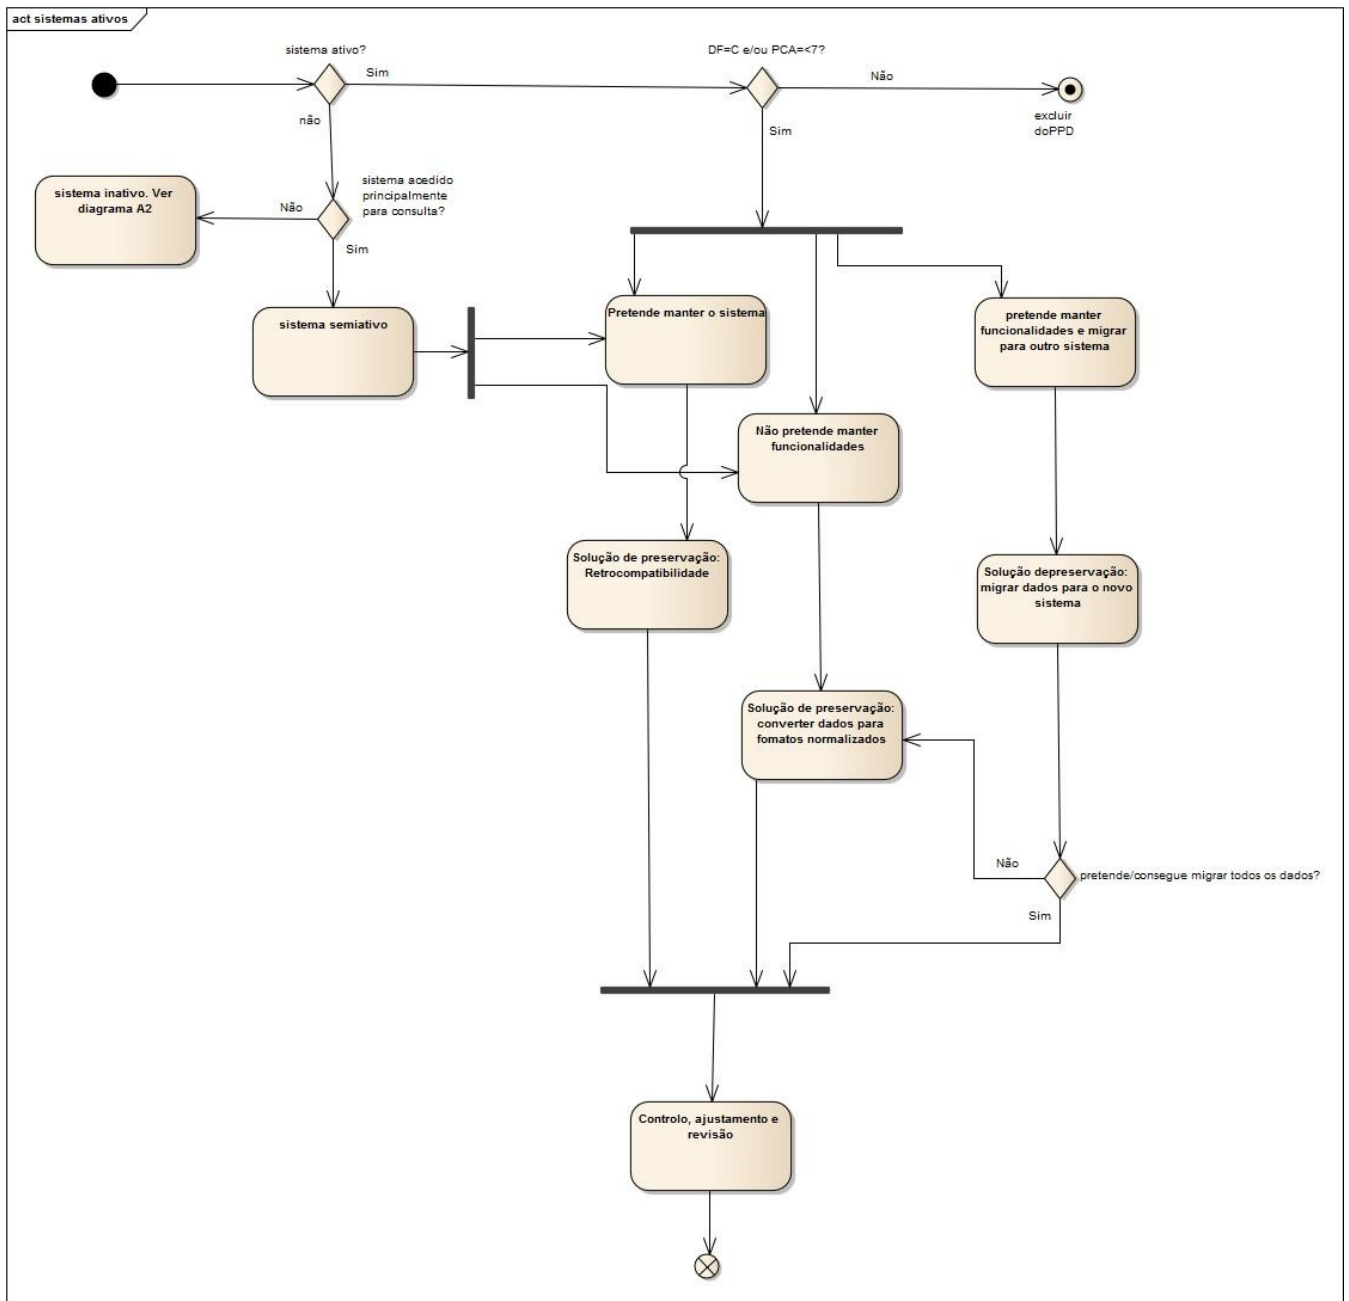 act sistemas ativos
sistema ativo?
Sim
não
DF=C e/ou PCA=<7?
Não
Sim
excluir
doPPD
sistema acedido
principalmente
para consulta?
Não
Sim
sistema inativo. Ver
diagrama A2
sistema semiativo
Pretende manter o sistema
pretende manter
funcionalidades e migrar
para outro sistema
Não pretende manter
funcionalidades
Solução de preservação:
Retrocompatibilidade
Solução depreservação:
migrar dados para o novo
sistema
Solução de preservação:
converter dados para
fomatos normalizados
Não
pretende/consegue migrar todos os dados?
Sim
Controlo, ajustamento e
revisão